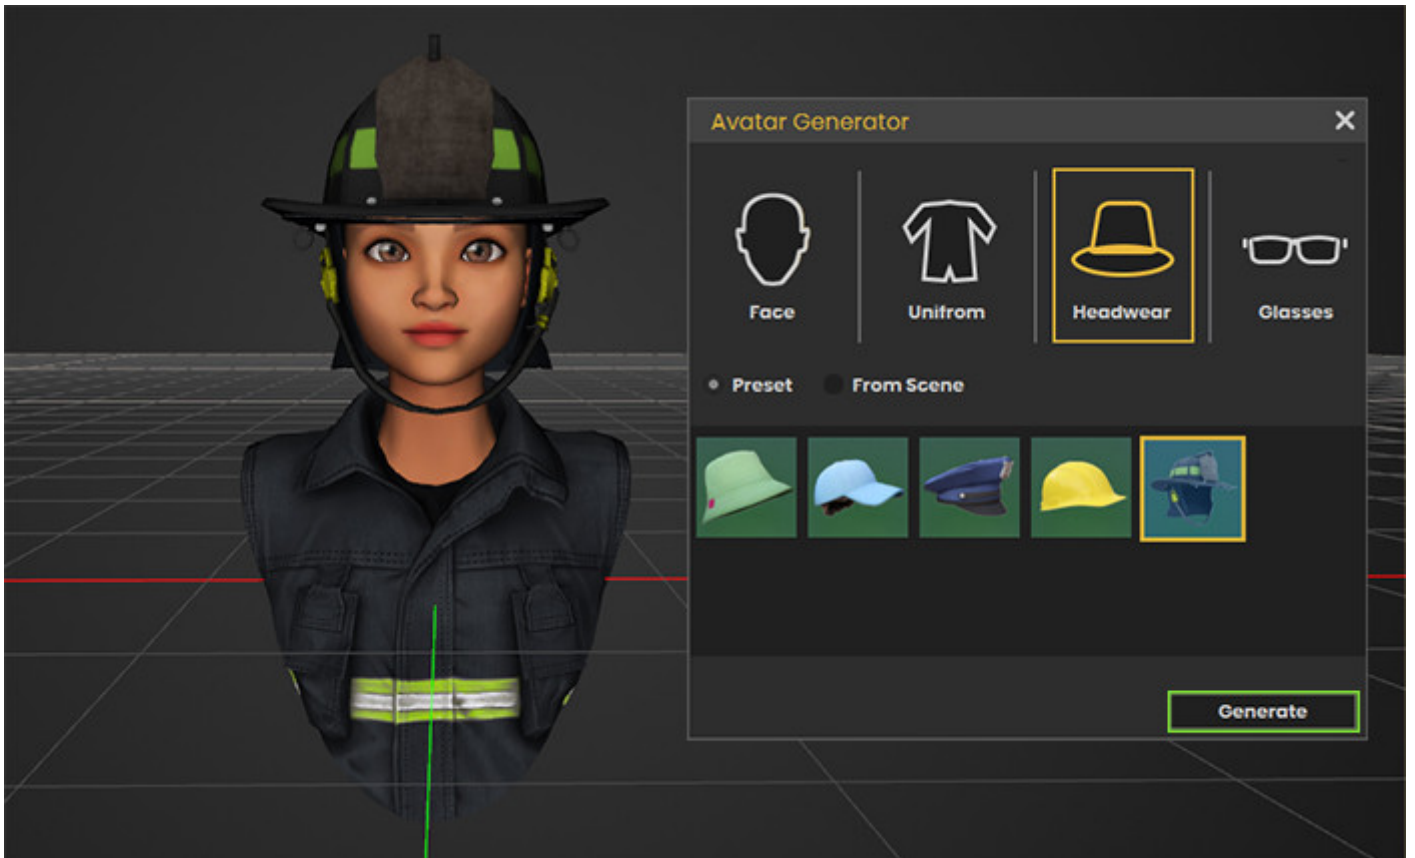 Avatar Generator
Face
Unifrom
Headwear
Glasses
Preset
From Scene
Generate